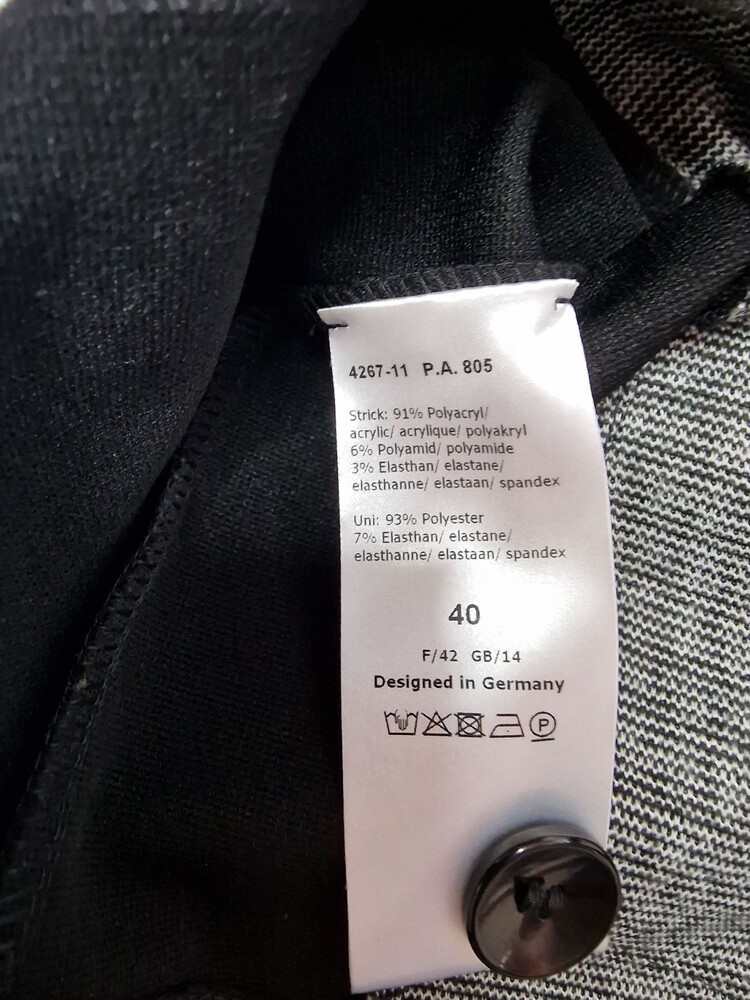 4267-11 P.A. 805
Strick: 91% Polyacryl/
acrylic/ acrylique/ polyakryl
6% Polyamid/ polyamide
3% Elasthan/ elastane/
elasthanne/ elastaan/ spandex
Uni: 93% Polyester
7% Elasthan/ elastane/
elasthanne/ elastaan/ spandex
40
F/42 GB/14
Designed in Germany
P